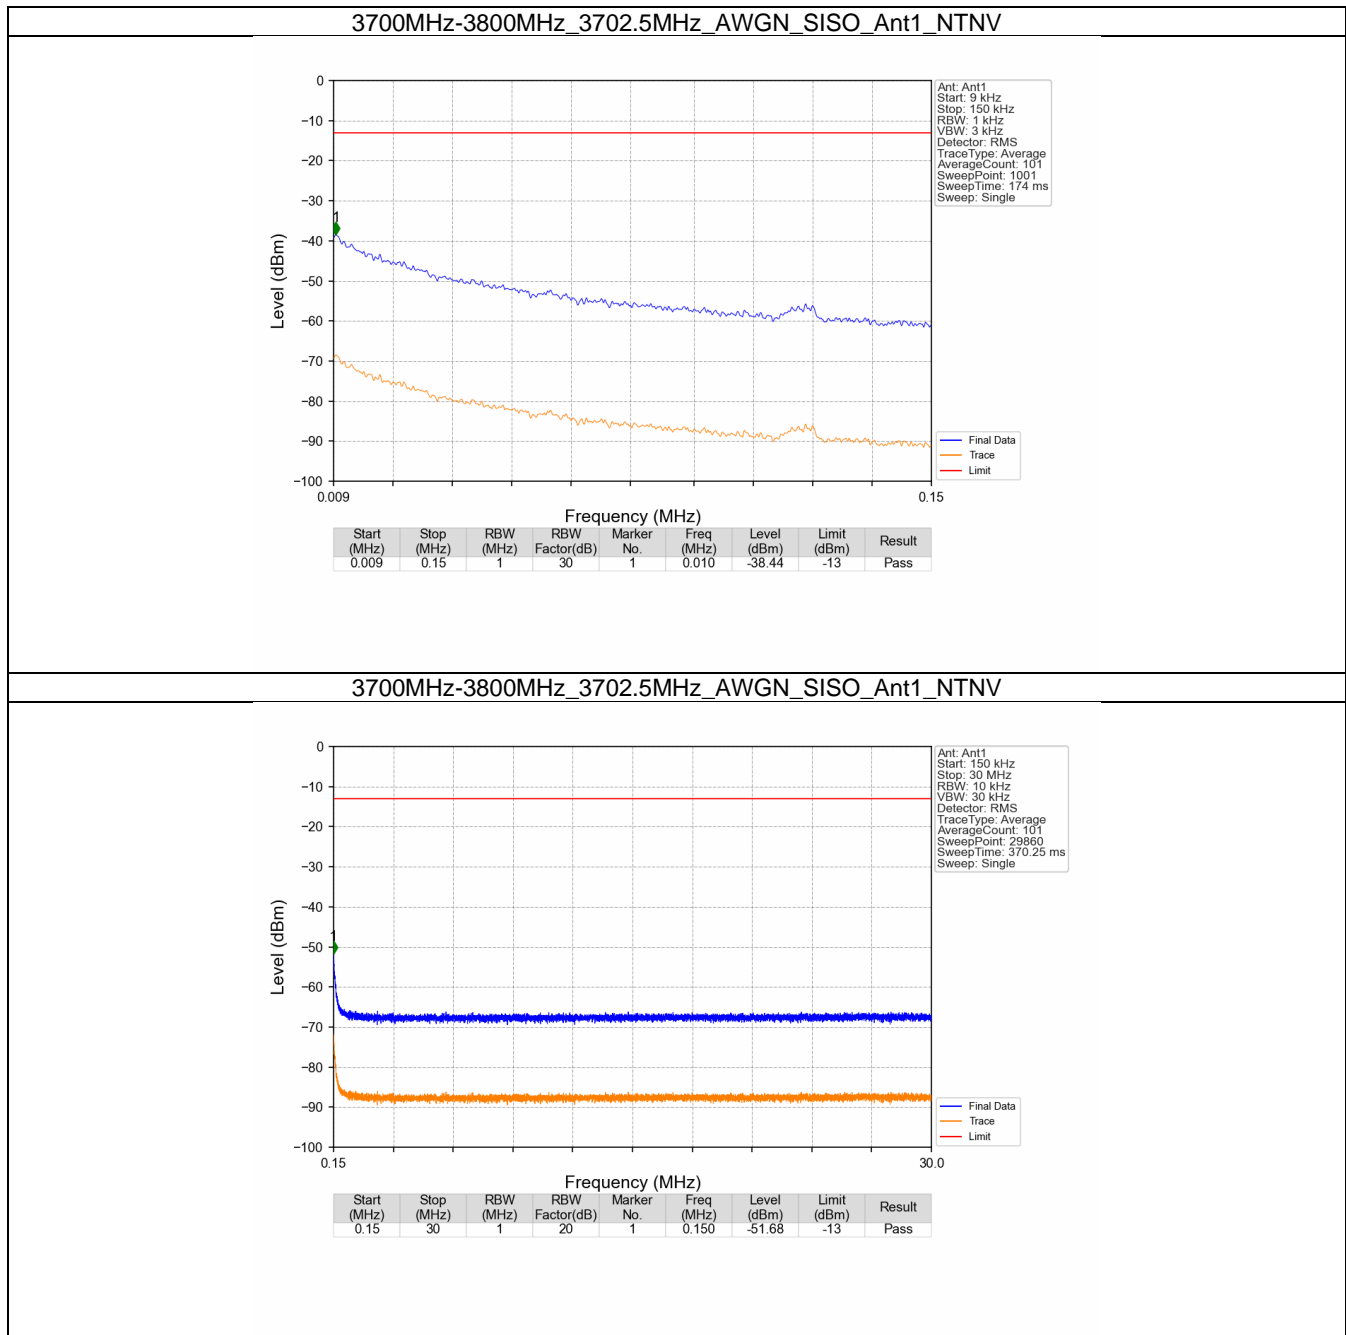 3700MHz-3800MHz_3702.5MHz_AWGN_SISO_Ant1_NTNV
Ant: Ant1
Start: 9 kHz
Stop: 150 kHz
RBW: 1 kHz
VBW: 3 kHz
Detector: RMS
TraceType: Average
AverageCount: 101
SweepPoint: 1001
SweepTime: 174 ms
Sweep: Single
Level (dBm)
0
−10
−20
−30
−40
−50
−60
−70
−80
−90
−100
1
Final Data
Trace
Limit
0.009 0.15
Frequency (MHz)
Start (MHz) Stop (MHz) RBW (MHz) RBW Factor(dB) Marker No. Freq (MHz) Level (dBm) Limit (dBm) Result
0.009 0.15 1 30 1 0.010 -38.44 -13 Pass
3700MHz-3800MHz_3702.5MHz_AWGN_SISO_Ant1_NTNV
Ant: Ant1
Start: 150 kHz
Stop: 30 MHz
RBW: 10 kHz
VBW: 30 kHz
Detector: RMS
TraceType: Average
AverageCount: 101
SweepPoint: 29860
SweepTime: 370.25 ms
Sweep: Single
Level (dBm)
0
−10
−20
−30
−40
−50
−60
−70
−80
−90
−100
1
Final Data
Trace
Limit
0.15 30.0
Frequency (MHz)
Start (MHz) Stop (MHz) RBW (MHz) RBW Factor(dB) Marker No. Freq (MHz) Level (dBm) Limit (dBm) Result
0.15 30 1 20 1 0.150 -51.68 -13 Pass